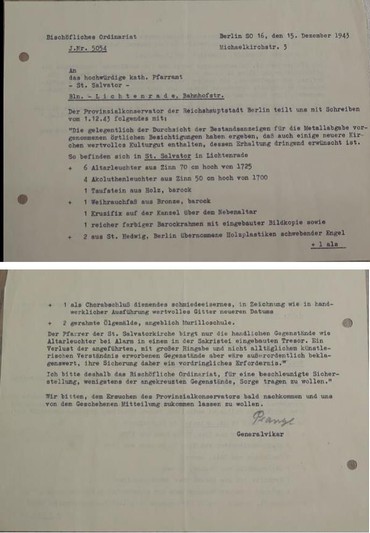 Bischöfliches Ordinariat Berlin SO 16, den 15. Dezember 1943
J.Nr. 5054 Michaelkirchstr. 3
An
das hochwürdige kath. Pfarramt
- St. Salvator -
Bln. - L i c h t e n r a d e, Bahnhofstr.
Der Provinzialkonservator der Reichshauptstadt Berlin teilt uns mit Schreiben
vom 1.12.43 folgendes mit:
"Die gelegentlich der Durchsicht der Bestandsanzeigen für die Metallabgabe vor-
genommenen örtlichen Besichtigungen haben ergeben, daß auch einige neuere Kir-
chen wertvolles Kulturgut enthalten, dessen Erhaltung dringend erwünscht ist.
So befinden sich in St. Salvator in Lichtenrade
+ 6 Altarleuchter aus Zinn 70 cm hoch von 1725
4 Akoluthenleuchter aus Zinn 50 cm hoch von 1700
1 Taufstein aus Holz, barock
+ 1 Weihrauchfaß aus Bronze, barock
1 Kruzifix auf der Kanzel über dem Nebenaltar
1 reicher farbiger Barockrahmen mit eingebauter Bildkopie sowie
+ 2 aus St. Hedwig, Berlin übernommene Holzplastiken schwebender Engel
+ 1 als
+ 1 als Chorabschluß dienendes schmiedeeisernes, in Zeichnung wie in hand-
werklicher Ausführung wertvolles Gitter neueren Datums
+ 2 gerahmte Ölgemälde, angeblich Murilloschule.
Der Pfarrer der St. Salvatorkirche birgt nur die handlichen Gegenstände wie
Altarleuchter bei Alarm in einen in der Sakristei eingebauten Tresor. Ein
Verlust der angeführten, mit großer Hingabe und nicht alltäglichem künstle-
rischen Verständnis erworbenen Gegenstände aber wäre außerordentlich bekla-
genswert, ihre Sicherung daher ein vordringliches Erfordernis."
Ich bitte deshalb das Bischöfliche Ordinariat, für eine beschleunigte Sicher-
stellung, wenigstens der angekreuzten Gegenstände, Sorge tragen zu wollen."
Wir bitten, dem Ersuchen des Provinzialkonservators bald nachkommen und uns
von dem Geschehenen Mitteilung zukommen lassen zu wollen.
Prange
Generalvikar